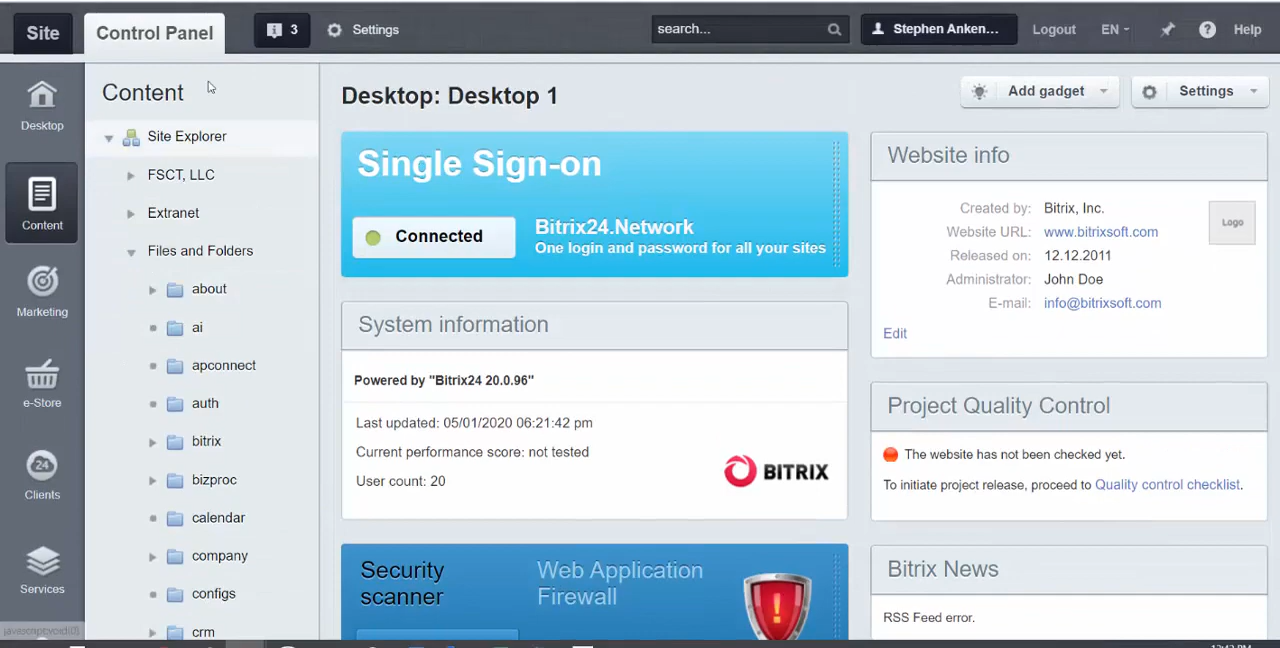 Site
Control Panel
3
Settings
search...
Stephen Anken...
Logout
EN
Help
Desktop
Content
Marketing
e-Store
24
Clients
Services
Content
Site Explorer
FSCT, LLC
Extranet
Files and Folders
about
ai
apconnect
auth
bitrix
bizproc
calendar
company
configs
crm
Desktop: Desktop 1
Add gadget
Settings
Single Sign-on
Connected
Bitrix24.Network
One login and password for all your sites
System information
Powered by "Bitrix24 20.0.96"
Last updated: 05/01/2020 06:21:42 pm
Current performance score: not tested
User count: 20
BITRIX
Security
scanner
Web Application
Firewall
Website info
Created by: Bitrix, Inc.
Website URL: www.bitrixsoft.com
Released on: 12.12.2011
Administrator: John Doe
E-mail: info@bitrixsoft.com
Logo
Edit
Project Quality Control
The website has not been checked yet.
To initiate project release, proceed to Quality control checklist.
Bitrix News
RSS Feed error.
javascript:void(0)